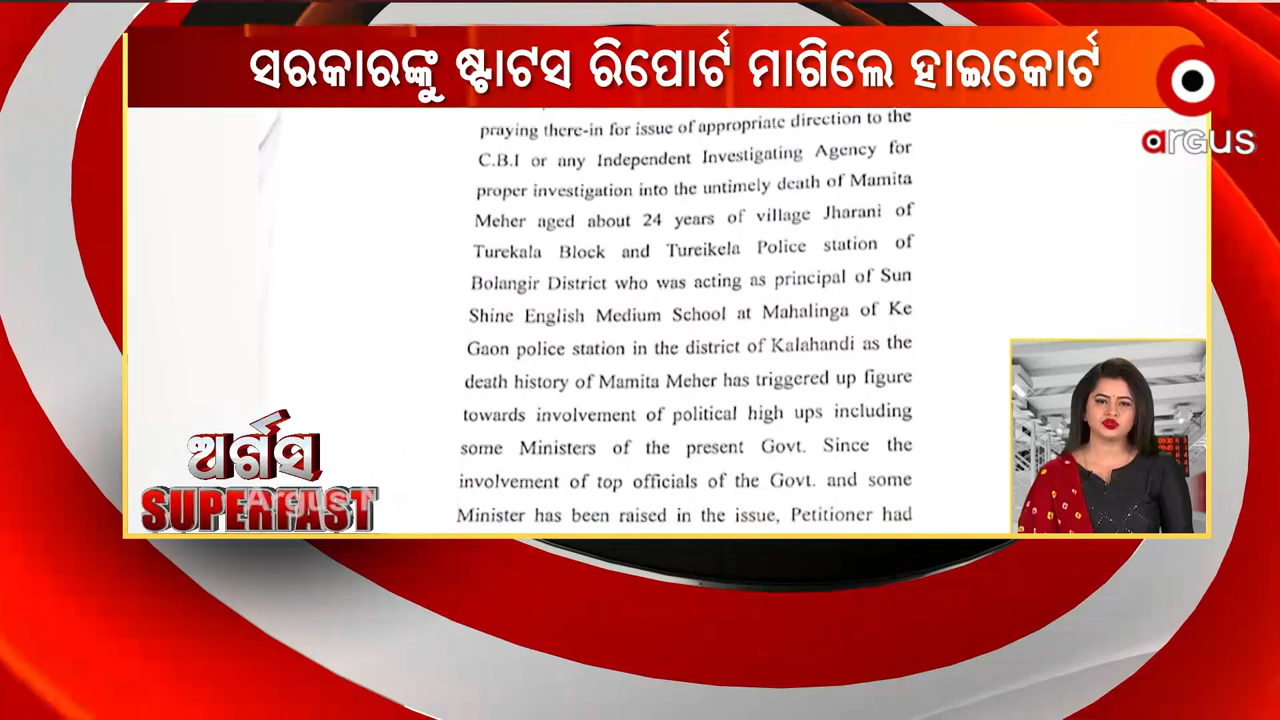 ସରକାରଙ୍କୁ ଷ୍ଟାଟସ ରିପୋର୍ଟ ମାଗିଲେ ହାଇକୋର୍ଟ
argus
praying there-in for issue of appropriate direction to the
C.B.I or any Independent Investigating Agency for
proper investigation into the untimely death of Mamita
Meher aged about 24 years of village Jharani of
Turekala Block and Tureikela Police station of
Bolangir District who was acting as principal of Sun
Shine English Medium School at Mahalinga of Ke
Gaon police station in the district of Kalahandi as the
death history of Mamita Meher has triggered up figure
towards involvement of political high ups including
some Ministers of the present Govt. Since the
involvement of top officials of the Govt. and some
Minister has been raised in the issue, Petitioner had
ଅର୍ଗସ
SUPERFAST